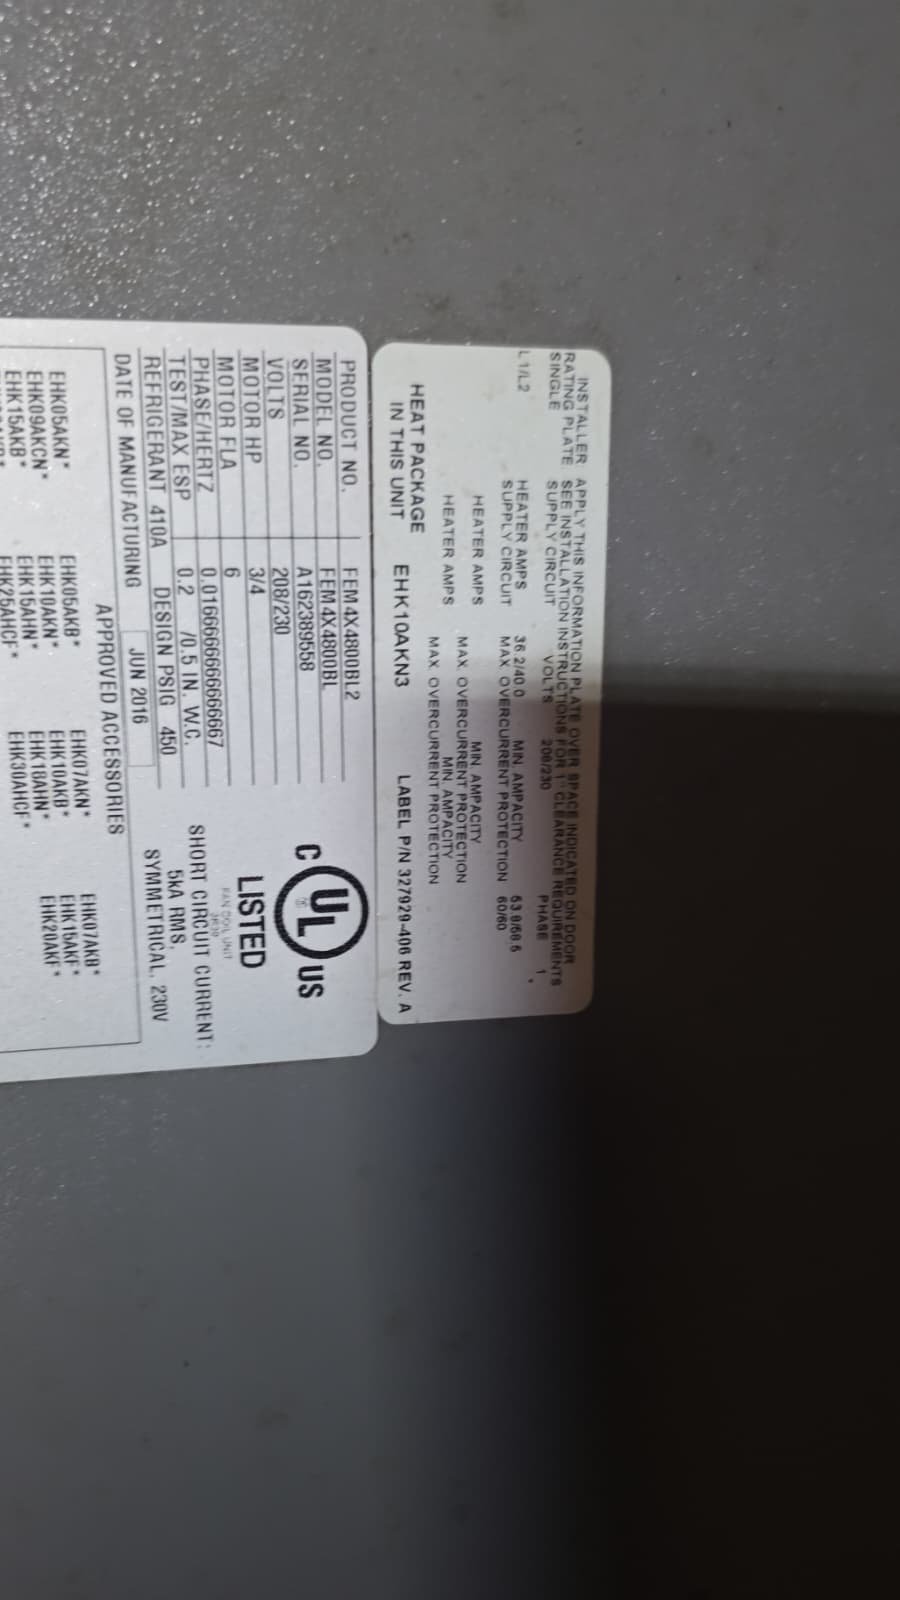 INSTALLER: APPLY THIS INFORMATION PLATE OVER SPACE INDICATED ON DOOR
RATING PLATE. SEE INSTALLATION INSTRUCTIONS FOR 1" CLEARANCE REQUIREMENTS
SINGLE SUPPLY CIRCUIT VOLTS 208/230 PHASE 1
L1/L2 HEATER AMPS 36.2/40.0 MIN. AMPACITY 53.8/58.5
SUPPLY CIRCUIT MAX. OVERCURRENT PROTECTION 60/60
HEATER AMPS MIN. AMPACITY
MAX. OVERCURRENT PROTECTION
HEATER AMPS MIN. AMPACITY
MAX. OVERCURRENT PROTECTION
HEAT PACKAGE
IN THIS UNIT EHK10AKN3 LABEL P/N 327929-406 REV. A
PRODUCT NO. FEM4X4800BL2
MODEL NO. FEM4X4800BL
SERIAL NO. A162389558
VOLTS 208/230
MOTOR HP 3/4
MOTOR FLA 6
PHASE/HERTZ 0.0166666666666667
TEST/MAX ESP 0.2 /0.5 IN. W.C.
REFRIGERANT 410A DESIGN PSIG 450
DATE OF MANUFACTURING JUN 2016
C UL US
LISTED
FAN COIL UNIT
SHORT CIRCUIT CURRENT:
5kA RMS,
SYMMETRICAL, 230V
APPROVED ACCESSORIES
EHK05AKN* EHK05AKB* EHK07AKN* EHK07AKB*
EHK09AKCN* EHK10AKN* EHK10AKB* EHK15AKF*
EHK15AKB* EHK15AHN* EHK18AHN* EHK20AKF*
EHK25AHCF* EHK30AHCF*